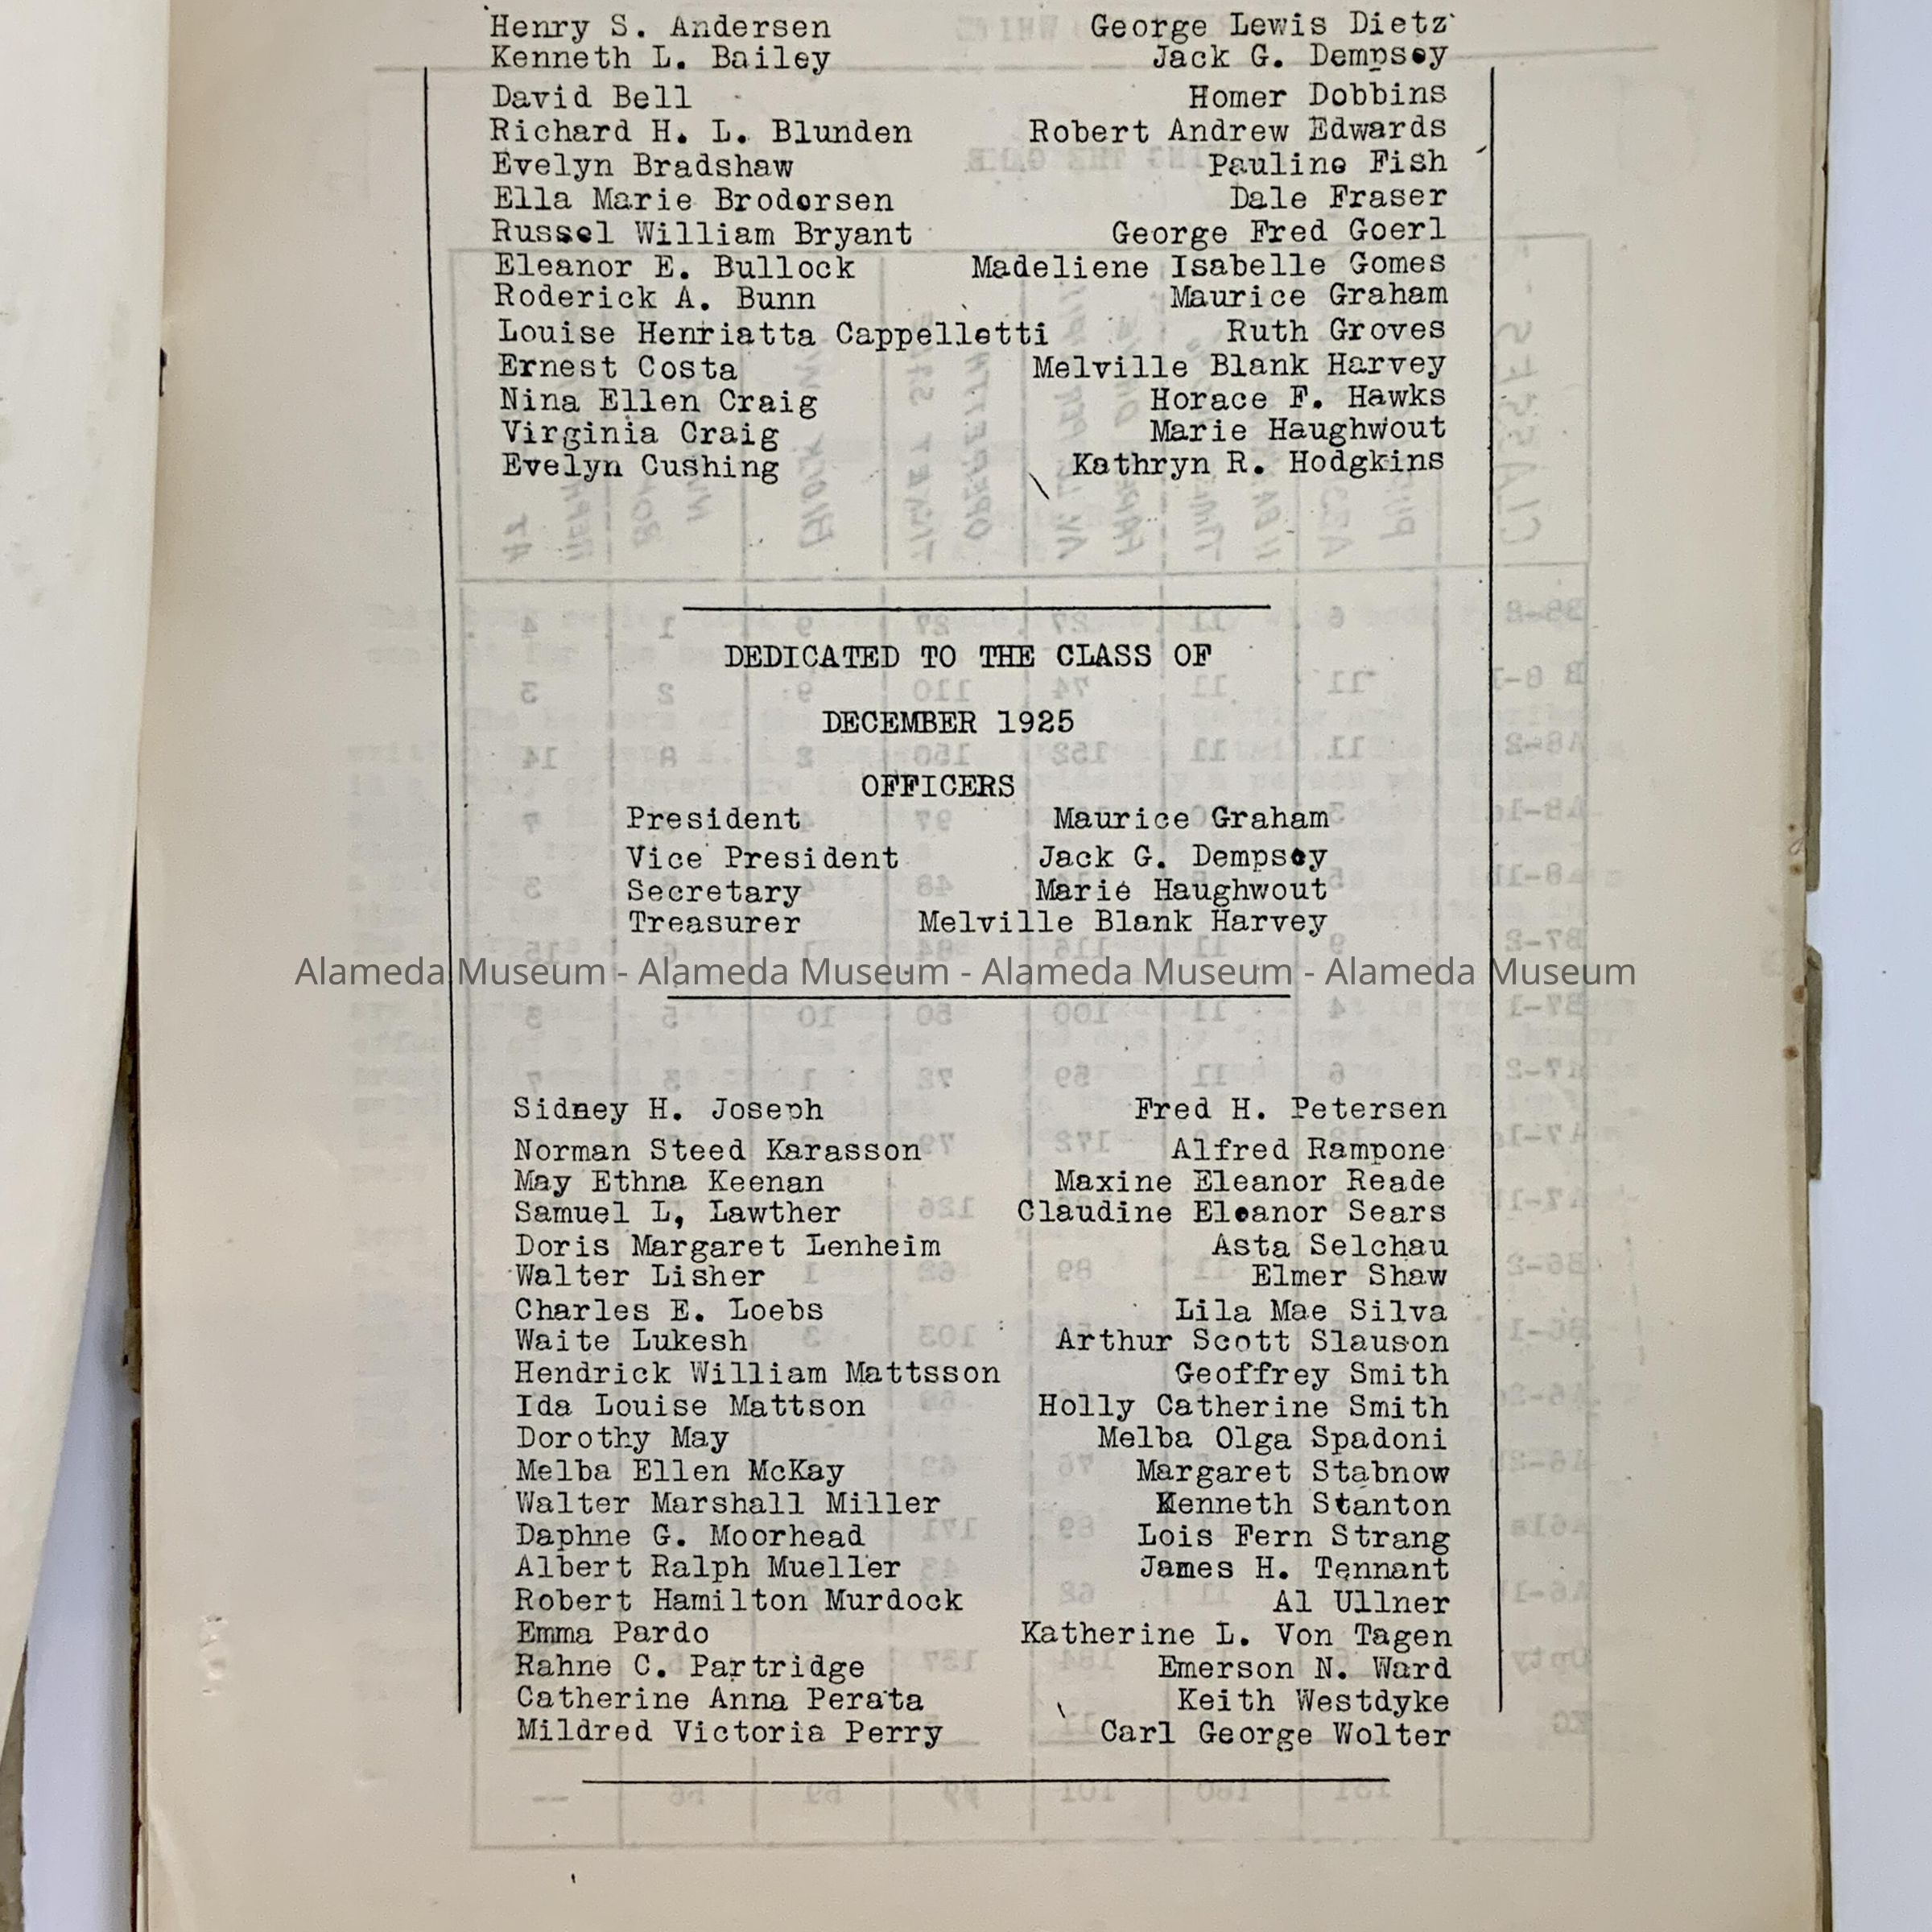 Henry S. Andersen George Lewis Dietz
Kenneth L. Bailey Jack G. Dempsey
David Bell Homer Dobbins
Richard H. L. Blunden Robert Andrew Edwards
Evelyn Bradshaw Pauline Fish
Ella Marie Brodersen Dale Fraser
Russel William Bryant George Fred Goerl
Eleanor E. Bullock Madeliene Isabelle Gomes
Roderick A. Bunn Maurice Graham
Louise Henriatta Cappelletti Ruth Groves
Ernest Costa Melville Blank Harvey
Nina Ellen Craig Horace F. Hawks
Virginia Craig Marie Haughwout
Evelyn Cushing Kathryn R. Hodgkins
DEDICATED TO THE CLASS OF
DECEMBER 1925
OFFICERS
President Maurice Graham
Vice President Jack G. Dempsey
Secretary Marie Haughwout
Treasurer Melville Blank Harvey
Alameda Museum - Alameda Museum - Alameda Museum - Alameda Museum
Sidney H. Joseph Fred H. Petersen
Norman Steed Karasson Alfred Rampone
May Ethna Keenan Maxine Eleanor Reade
Samuel L, Lawther Claudine Eleanor Sears
Doris Margaret Lenheim Asta Selchau
Walter Lisher Elmer Shaw
Charles E. Loebs Lila Mae Silva
Waite Lukesh Arthur Scott Slauson
Hendrick William Mattsson Geoffrey Smith
Ida Louise Mattson Holly Catherine Smith
Dorothy May Melba Olga Spadoni
Melba Ellen McKay Margaret Stabnow
Walter Marshall Miller Kenneth Stanton
Daphne G. Moorhead Lois Fern Strang
Albert Ralph Mueller James H. Tennant
Robert Hamilton Murdock Al Ullner
Emma Pardo Katherine L. Von Tagen
Rahne C. Partridge Emerson N. Ward
Catherine Anna Perata Keith Westdyke
Mildred Victoria Perry Carl George Wolter